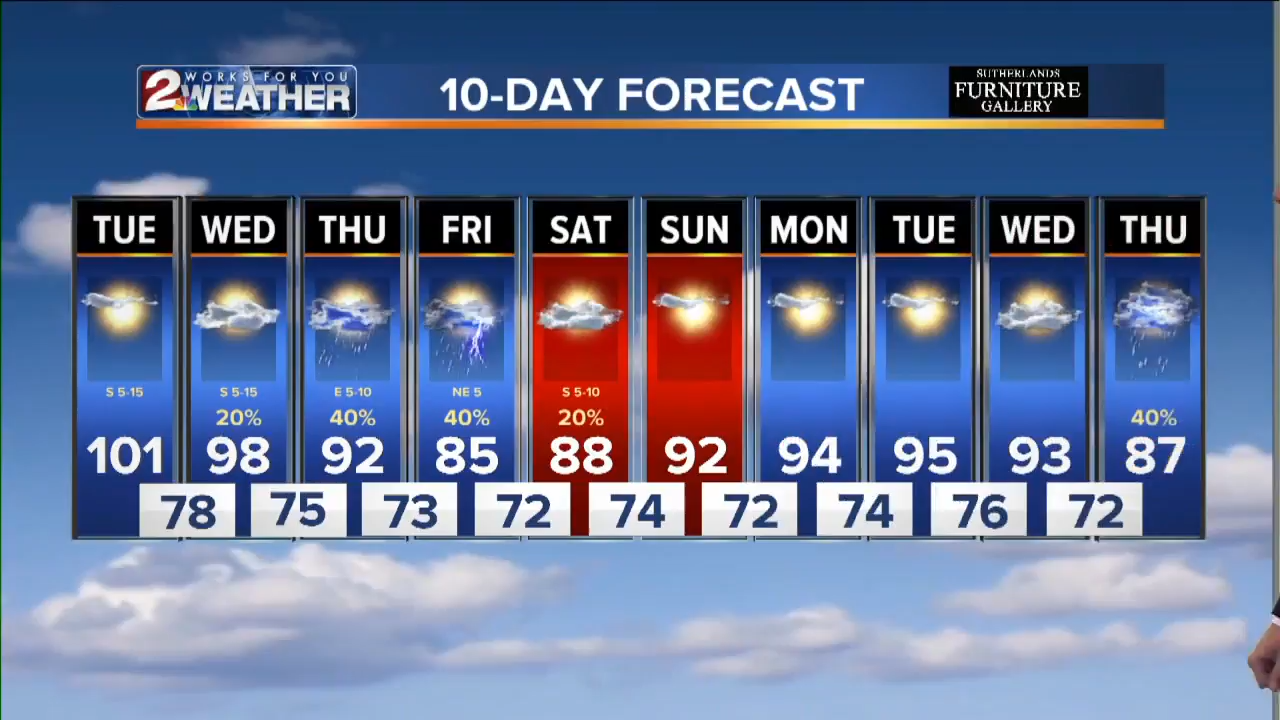 2 WORKS FOR YOU
WEATHER
10-DAY FORECAST
SUTHERLANDS
FURNITURE
GALLERY
TUE WED THU FRI SAT SUN MON TUE WED THU
S 5-15 S 5-15 E 5-10 NE 5 S 5-10
20% 40% 40% 20% 40%
101 98 92 85 88 92 94 95 93 87
78 75 73 72 74 72 74 76 72